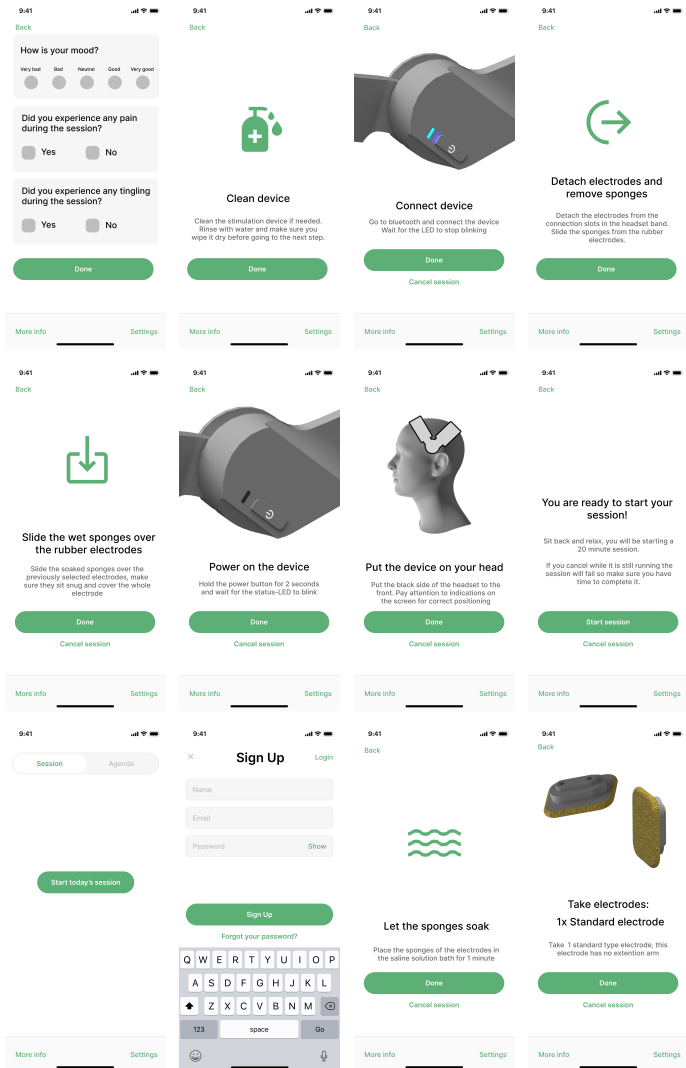 9:41
Back
How is your mood?
Very bad
Bad
Neutral
Good
Very good
Did you experience any pain
during the session?
Yes
No
Did you experience any tingling
during the session?
Yes
No
Done
More info
Settings
9:41
Back
Clean device
Clean the stimulation device if needed.
Rinse with water and make sure you
wipe it dry before going to the next step.
Done
More info
Settings
9:41
Back
Connect device
Go to bluetooth and connect the device
Wait for the LED to stop blinking
Done
Cancel session
More info
Settings
9:41
Back
Detach electrodes and
remove sponges
Detach the electrodes from the
connection slots in the headset band.
Slide the sponges from the rubber
electrodes.
Done
More info
Settings
9:41
Back
Slide the wet sponges over
the rubber electrodes
Slide the soaked sponges over the
previously selected electrodes, make
sure they sit snug and cover the whole
electrode
Done
Cancel session
More info
Settings
9:41
Back
Power on the device
Hold the power button for 2 seconds
and wait for the status-LED to blink
Done
Cancel session
More info
Settings
9:41
Back
Put the device on your head
Put the black side of the headset to the
front. Pay attention to indications on
the screen for correct positioning
Done
Cancel session
More info
Settings
9:41
Back
You are ready to start your
session!
Sit back and relax, you will be starting a
20 minute session.
If you cancel while it is still running the
session will fail so make sure you have
time to complete it.
Start session
Cancel session
More info
Settings
9:41
Session
Agenda
Start today's session
More info
Settings
9:41
Sign Up
Login
Name
Email
Password
Show
Sign Up
Forgot your password?
Q W E R T Y U I O P
A S D F G H J K L
Z X C V B N M
123
space
Go
9:41
Back
Let the sponges soak
Place the sponges of the electrodes in
the saline solution bath for 1 minute
Done
Cancel session
More info
Settings
9:41
Back
Take electrodes:
1x Standard electrode
Take 1 standard type electrode, this
electrode has no extention arm
Done
Cancel session
More info
Settings